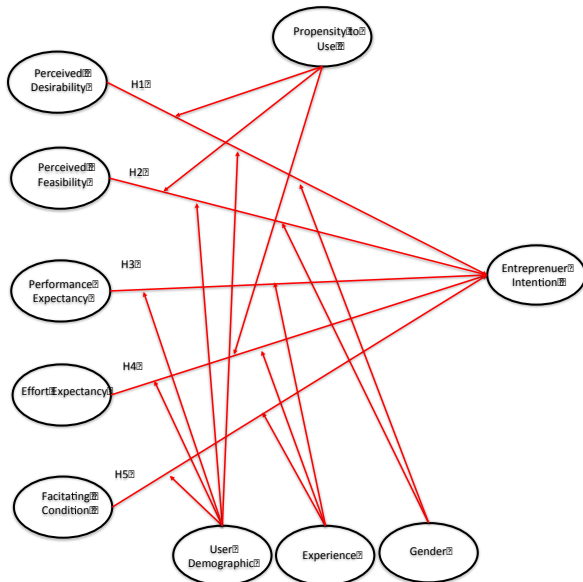 Propensity to
Use
Perceived
Desirability
H1
Perceived
Feasibility
H2
Entreprenuer
Intention
Performance
Expectancy
H3
Effort Expectancy
H4
Facitating
Condition
H5
User
Demographic
Experience
Gender